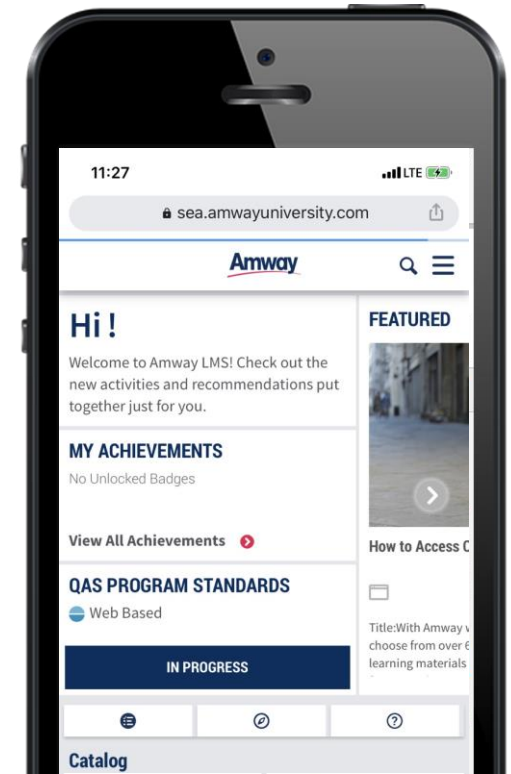 11:27
LTE
sea.amwayuniversity.com
Amway
Hi !
Welcome to Amway LMS! Check out the
new activities and recommendations put
together just for you.
MY ACHIEVEMENTS
No Unlocked Badges
View All Achievements
QAS PROGRAM STANDARDS
Web Based
IN PROGRESS
FEATURED
How to Access
Title:With Amway
choose from over
learning materials
Catalog